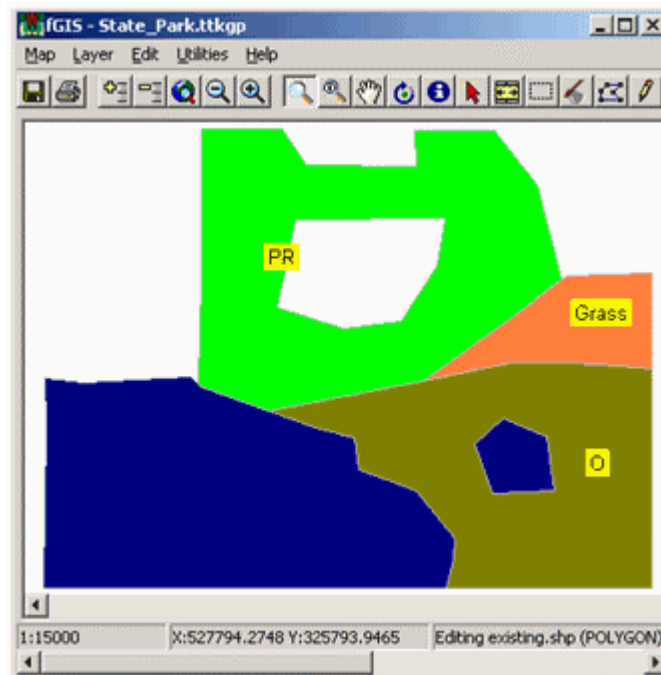 fGIS - State_Park.ttkgp
Map Layer Edit Utilities Help
PR
Grass
O
1:15000 X:527794.2748 Y:325793.9465 Editing existing.shp (POLYGON)